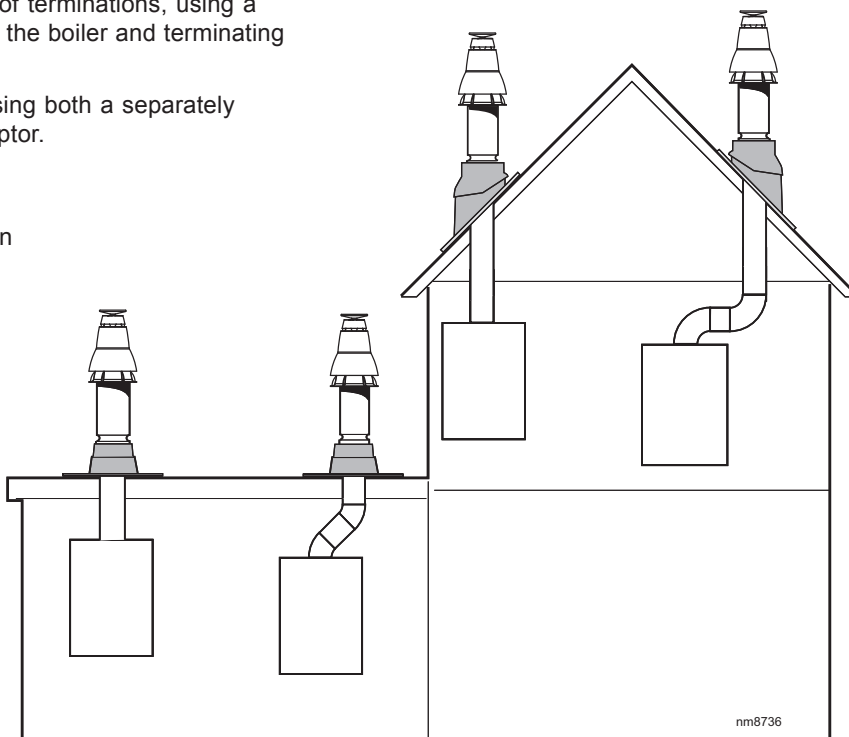 of terminations, using a
the boiler and terminating
sing both a separately
ptor.
n
nm8736